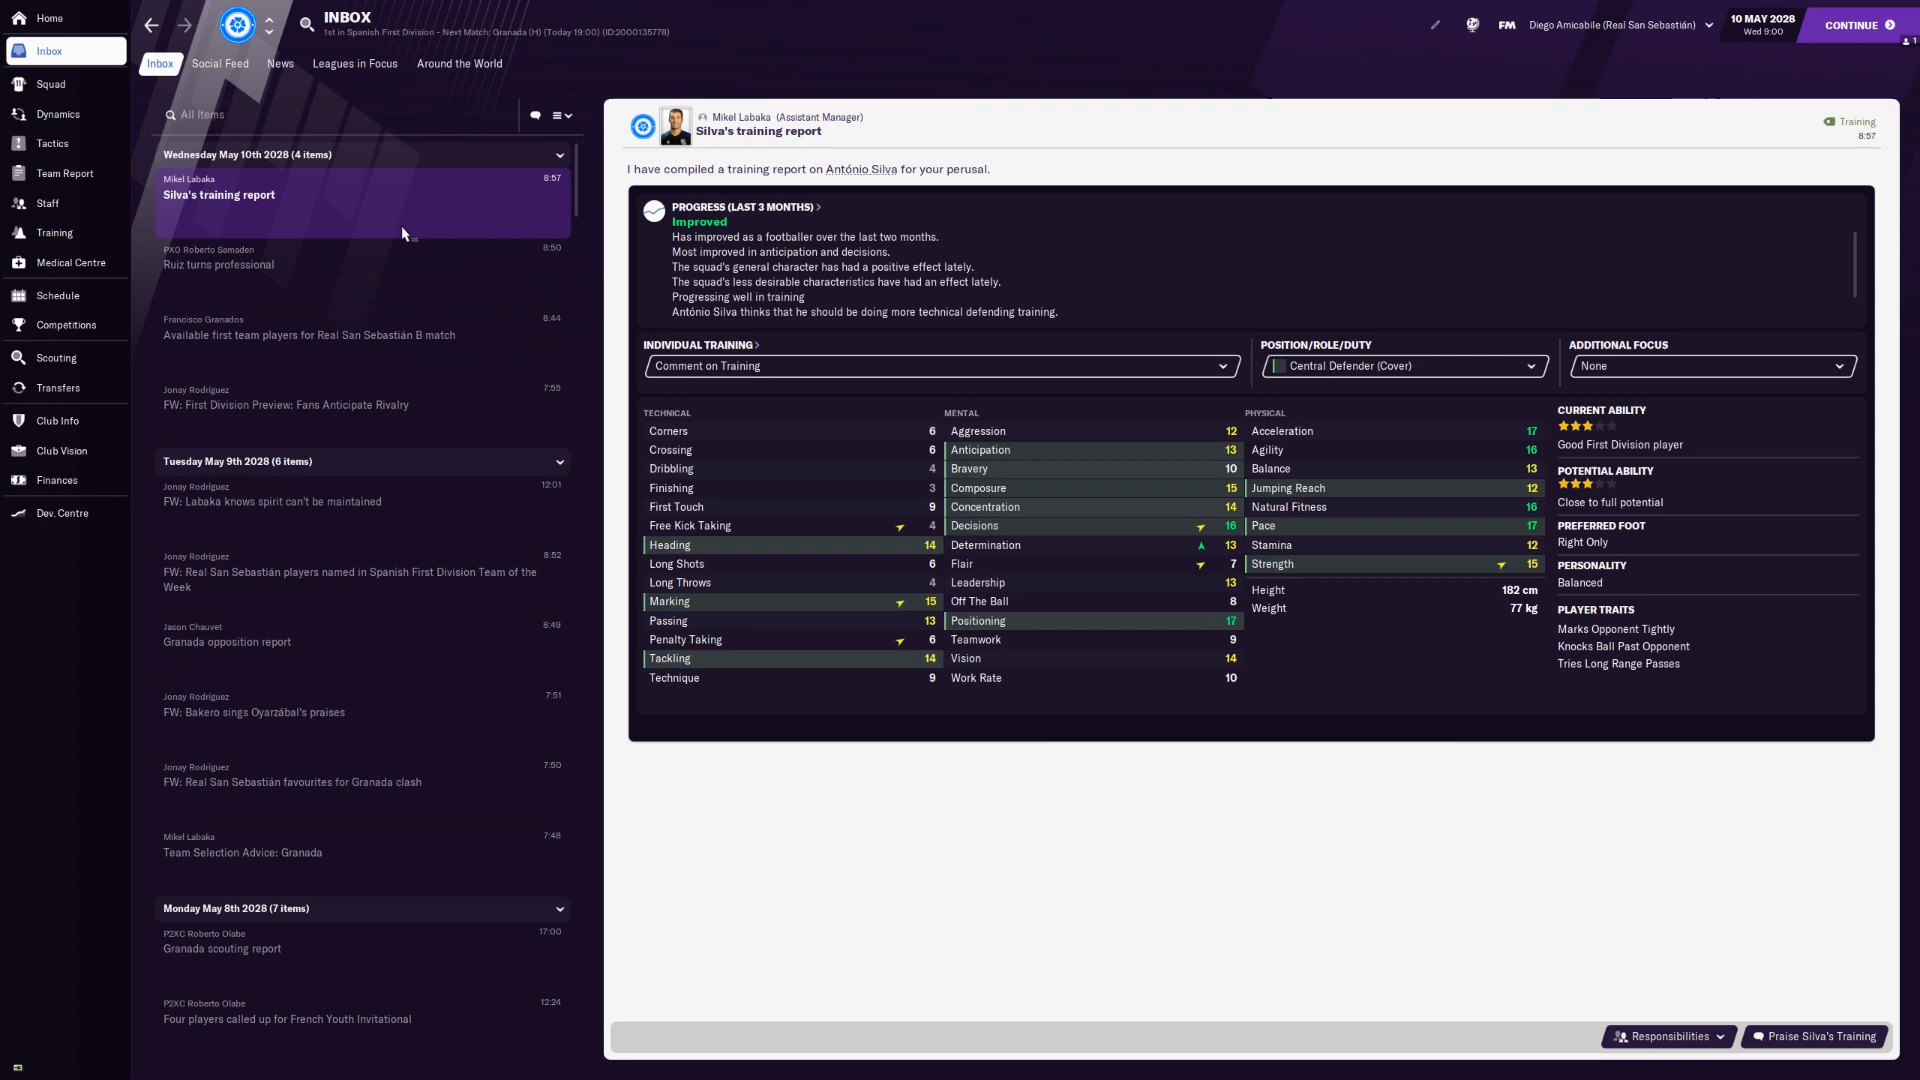 Home
Inbox
Squad
Dynamics
Tactics
Team Report
Staff
Training
Medical Centre
Schedule
Competitions
Scouting
Transfers
Club Info
Club Vision
Finances
Dev. Centre
INBOX
1st in Spanish First Division - Next Match: Granada (H) (Today 19:00) (ID:2000135778)
FM
Diego Amicabile (Real San Sebastián)
10 MAY 2028
Wed 9:00
CONTINUE
1
Inbox Social Feed News Leagues in Focus Around the World
All Items
Wednesday May 10th 2028 (4 items)
Mikel Labaka 8:57
Silva's training report
PXO Roberto Samaden 8:50
Ruiz turns professional
Francisco Granados 8:44
Available first team players for Real San Sebastián B match
Jonay Rodríguez 7:55
FW: First Division Preview: Fans Anticipate Rivalry
Tuesday May 9th 2028 (6 items)
Jonay Rodríguez 12:01
FW: Labaka knows spirit can't be maintained
Jonay Rodríguez 8:52
FW: Real San Sebastián players named in Spanish First Division Team of the
Week
Jason Chauvet 8:49
Granada opposition report
Jonay Rodríguez 7:51
FW: Bakero sings Oyarzábal's praises
Jonay Rodríguez 7:50
FW: Real San Sebastián favourites for Granada clash
Mikel Labaka 7:48
Team Selection Advice: Granada
Monday May 8th 2028 (7 items)
P2XC Roberto Olabe 17:00
Granada scouting report
P2XC Roberto Olabe 12:24
Four players called up for French Youth Invitational
Mikel Labaka (Assistant Manager)
Silva's training report
Training
8:57
I have compiled a training report on António Silva for your perusal.
PROGRESS (LAST 3 MONTHS)
Improved
Has improved as a footballer over the last two months.
Most improved in anticipation and decisions.
The squad's general character has had a positive effect lately.
The squad's less desirable characteristics have had an effect lately.
Progressing well in training
António Silva thinks that he should be doing more technical defending training.
INDIVIDUAL TRAINING
Comment on Training
POSITION/ROLE/DUTY
Central Defender (Cover)
ADDITIONAL FOCUS
None
TECHNICAL
Corners 6
Crossing 6
Dribbling 4
Finishing 3
First Touch 9
Free Kick Taking 4
Heading 14
Long Shots 6
Long Throws 4
Marking 15
Passing 13
Penalty Taking 6
Tackling 14
Technique 9
MENTAL
Aggression 12
Anticipation 13
Bravery 10
Composure 15
Concentration 14
Decisions 16
Determination 13
Flair 7
Leadership 13
Off The Ball 8
Positioning 17
Teamwork 9
Vision 14
Work Rate 10
PHYSICAL
Acceleration 17
Agility 16
Balance 13
Jumping Reach 12
Natural Fitness 16
Pace 17
Stamina 12
Strength 15
Height 182 cm
Weight 77 kg
CURRENT ABILITY
Good First Division player
POTENTIAL ABILITY
Close to full potential
PREFERRED FOOT
Right Only
PERSONALITY
Balanced
PLAYER TRAITS
Marks Opponent Tightly
Knocks Ball Past Opponent
Tries Long Range Passes
Responsibilities
Praise Silva's Training